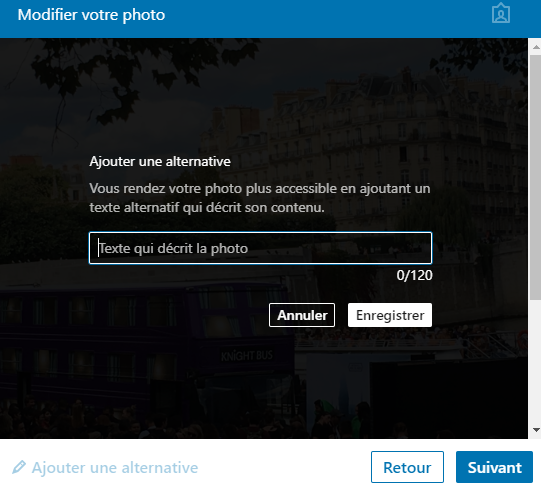 Modifier votre photo
Ajouter une alternative
Vous rendez votre photo plus accessible en ajoutant un
texte alternatif qui décrit son contenu.
Texte qui décrit la photo
0/120
Annuler
Enregistrer
KNIGHT BUS
Ajouter une alternative
Retour
Suivant